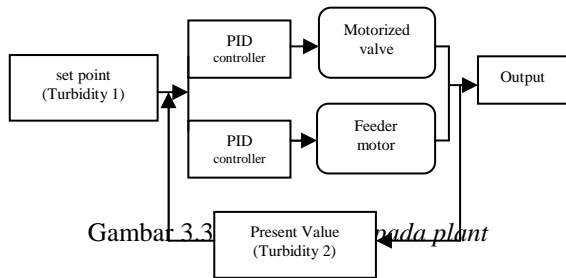 PID
controller
Motorized
valve
set point
(Turbidity 1)
Output
PID
controller
Feeder
motor
Present Value
(Turbidity 2)
Gambar 3.3 pada plant